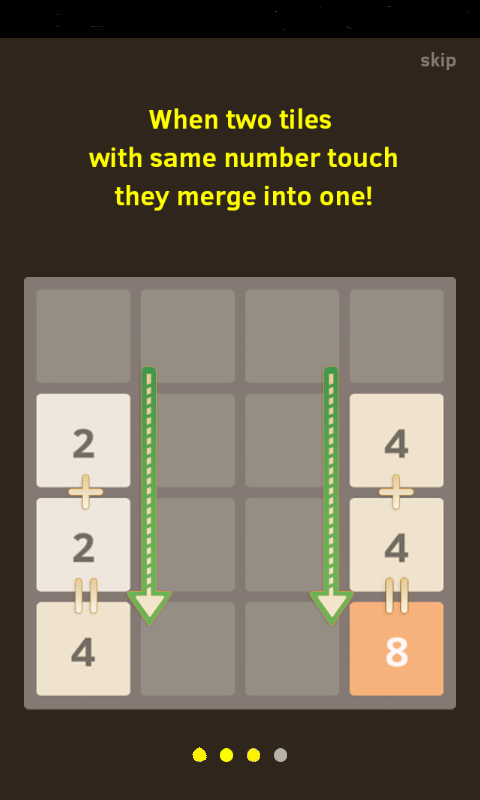 skip
When two tiles
with same number touch
they merge into one!
2 4
+ +
2 4
|| ||
4 8